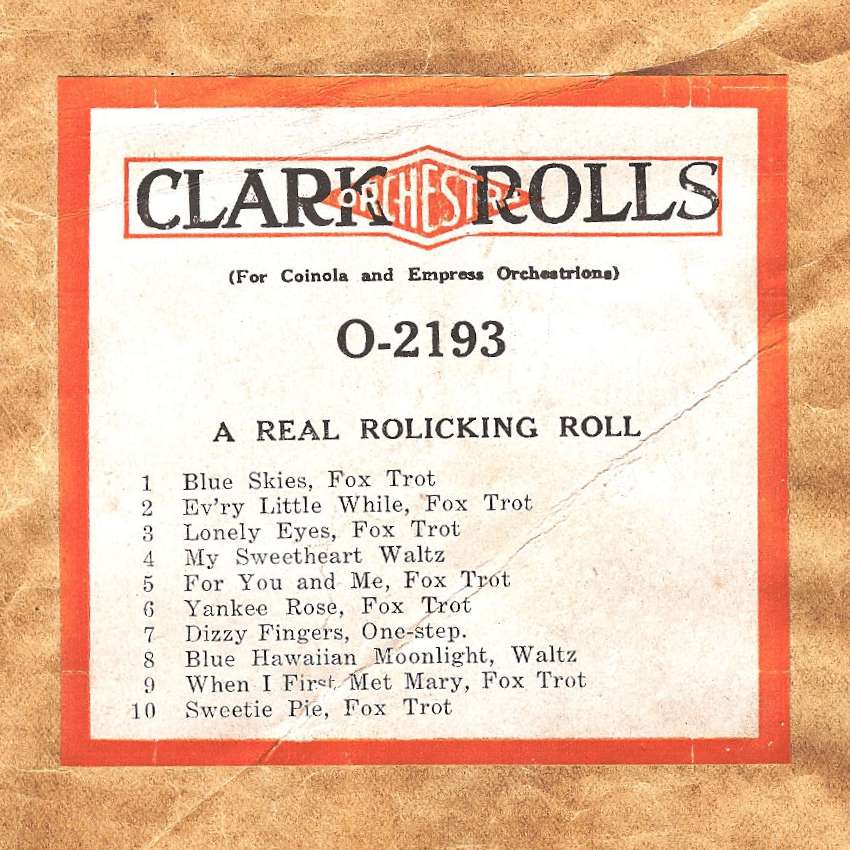 CLARK ORCHESTRA ROLLS
(For Coinola and Empress Orchestrions)
O-2193
A REAL ROLICKING ROLL
1 Blue Skies, Fox Trot
2 Ev'ry Little While, Fox Trot
3 Lonely Eyes, Fox Trot
4 My Sweetheart Waltz
5 For You and Me, Fox Trot
6 Yankee Rose, Fox Trot
7 Dizzy Fingers, One-step.
8 Blue Hawaiian Moonlight, Waltz
9 When I First Met Mary, Fox Trot
10 Sweetie Pie, Fox Trot